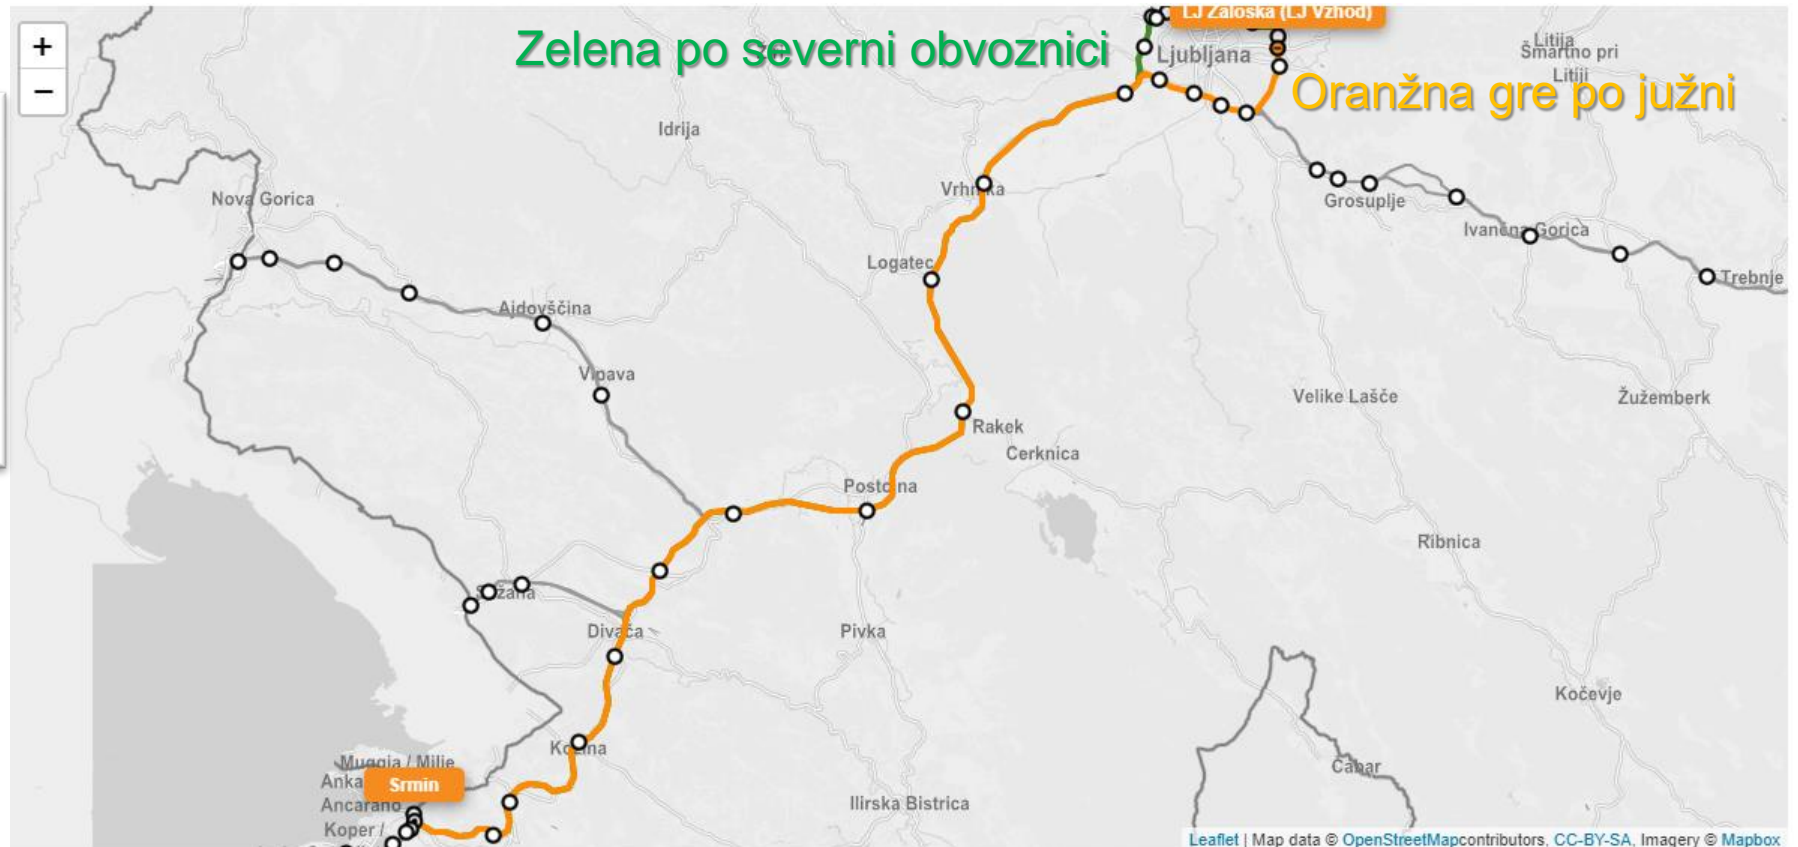 +
−
LJ Zaloška (LJ Vzhod)
Zelena po severni obvoznici
Ljubljana
Litija
Šmartno pri
Litiji
Oranžna gre po južni
Idrija
Vrhnika
Nova Gorica
Grosuplje
Ivančna Gorica
Logatec
Trebnje
Ajdovščina
Vipava
Velike Lašče
Žužemberk
Rakek
Cerknica
Postojna
Ribnica
Sežana
Divača
Pivka
Kočevje
Kozina
Muggia / Milje
Čabar
Anka
Srmin
Ancarano
Koper /
Ilirska Bistrica
Leaflet | Map data © OpenStreetMapcontributors, CC-BY-SA, Imagery © Mapbox